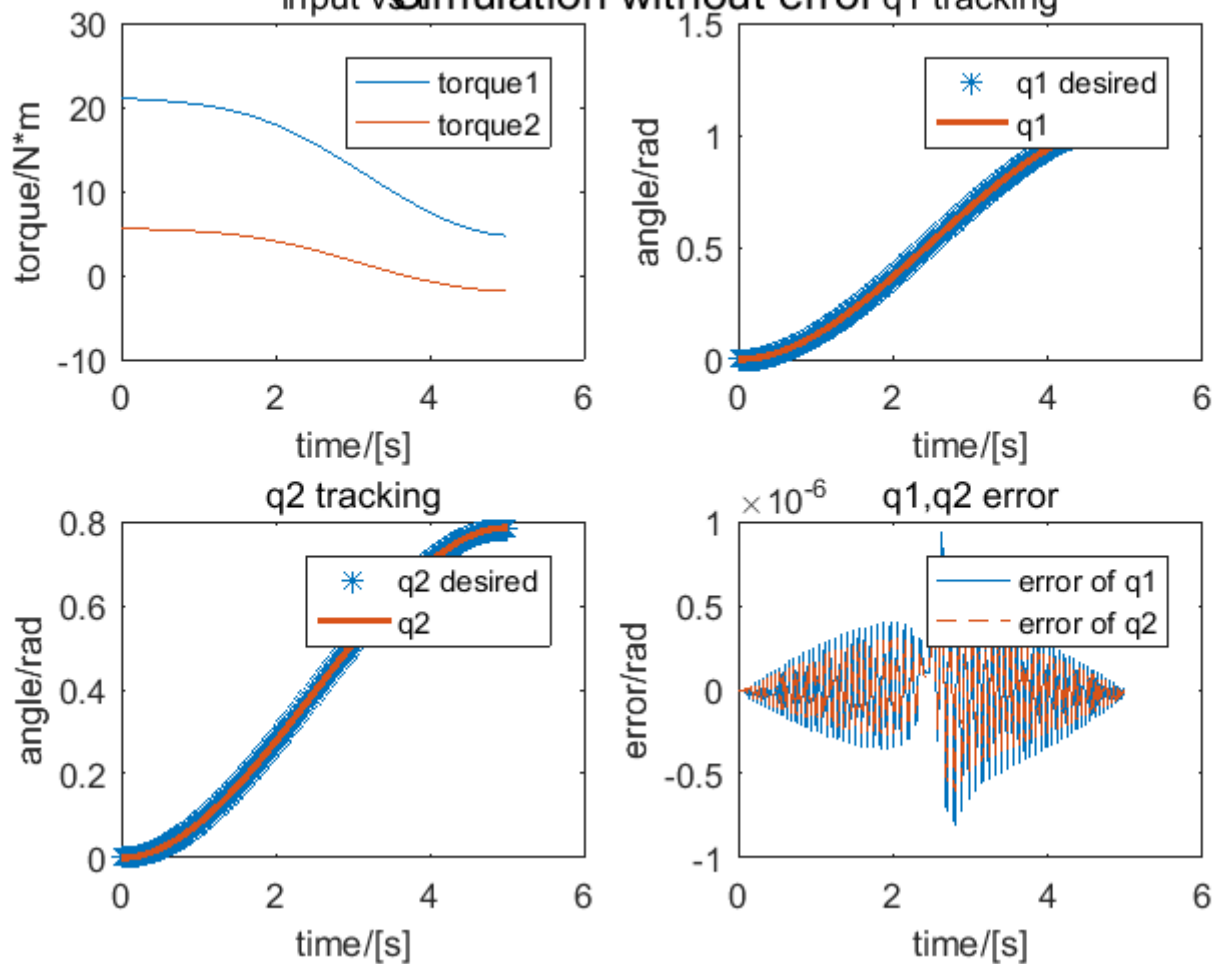 input vs
Simulation without error
q1 tracking
30
20
10
0
-10
torque/N*m
torque1
torque2
0 2 4 6
time/[s]
1.5
1
0.5
0
angle/rad
q1 desired
q1
0 2 4 6
time/[s]
q2 tracking
0.8
0.6
0.4
0.2
0
angle/rad
q2 desired
q2
0 2 4 6
time/[s]
×10-6
q1,q2 error
1
0.5
0
-0.5
-1
error/rad
error of q1
error of q2
0 2 4 6
time/[s]